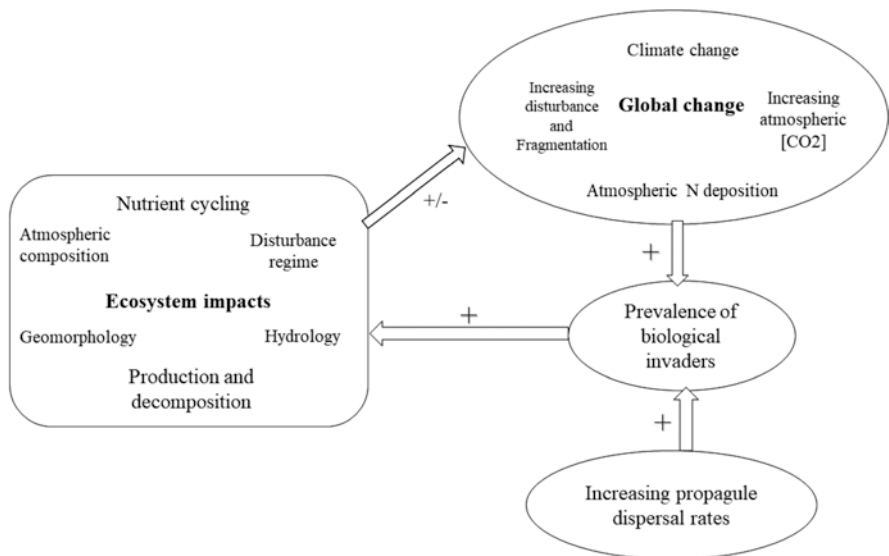 Climate change
Increasing
disturbance
and
Fragmentation
Global change
Increasing
atmospheric
[CO2]
Atmospheric N deposition
+/-
+
Nutrient cycling
Atmospheric
composition
Disturbance
regime
Ecosystem impacts
Geomorphology
Hydrology
Production and
decomposition
+
Prevalence of
biological
invaders
+
Increasing propagule
dispersal rates